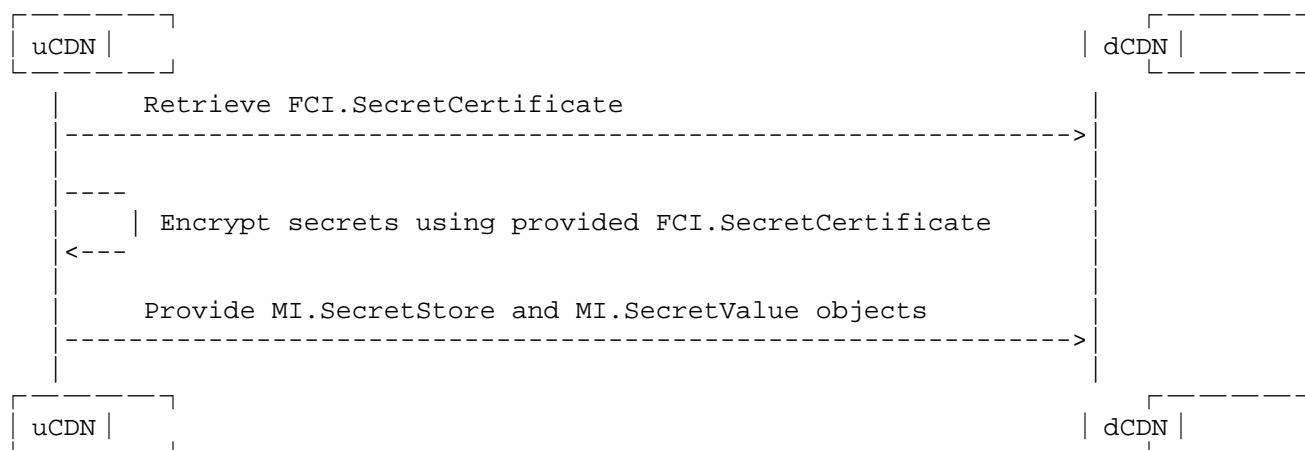 uCDN dCDN
Retrieve FCI.SecretCertificate
Encrypt secrets using provided FCI.SecretCertificate
Provide MI.SecretStore and MI.SecretValue objects
uCDN dCDN